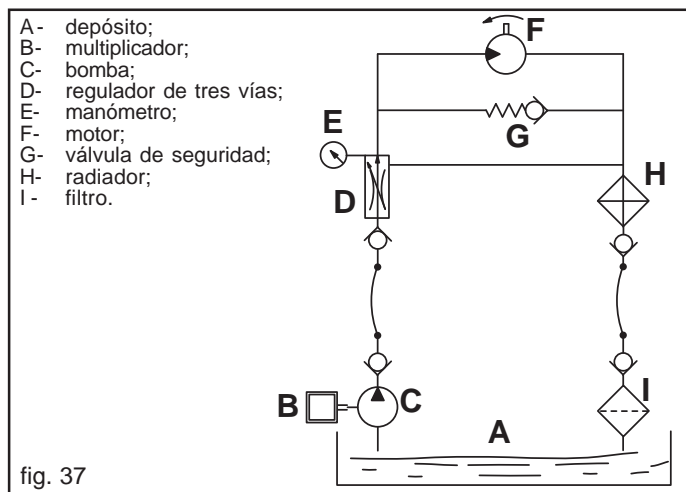 A- depósito;
B- multiplicador;
C- bomba;
D- regulador de tres vías;
E- manómetro;
F- motor;
G- válvula de seguridad;
H- radiador;
I- filtro.
F
E
G
H
D
B
C
I
A
fig. 37